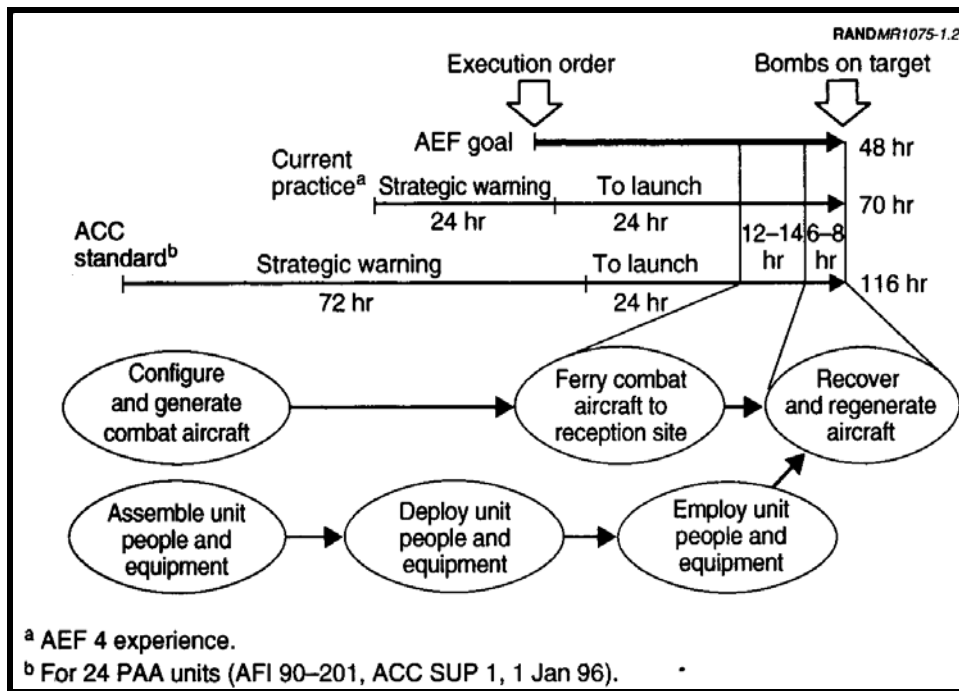 RANDMR1075-1.2
Execution order
Bombs on target
AEF goal
48 hr
Current
practiceᵃ
Strategic warning
To launch
24 hr
24 hr
70 hr
12–14
hr
6–8
hr
ACC
standardᵇ
Strategic warning
To launch
72 hr
24 hr
116 hr
Configure
and generate
combat aircraft
Ferry combat
aircraft to
reception site
Recover
and regenerate
aircraft
Assemble unit
people and
equipment
Deploy unit
people and
equipment
Employ unit
people and
equipment
ᵃ AEF 4 experience.
ᵇ For 24 PAA units (AFI 90–201, ACC SUP 1, 1 Jan 96).